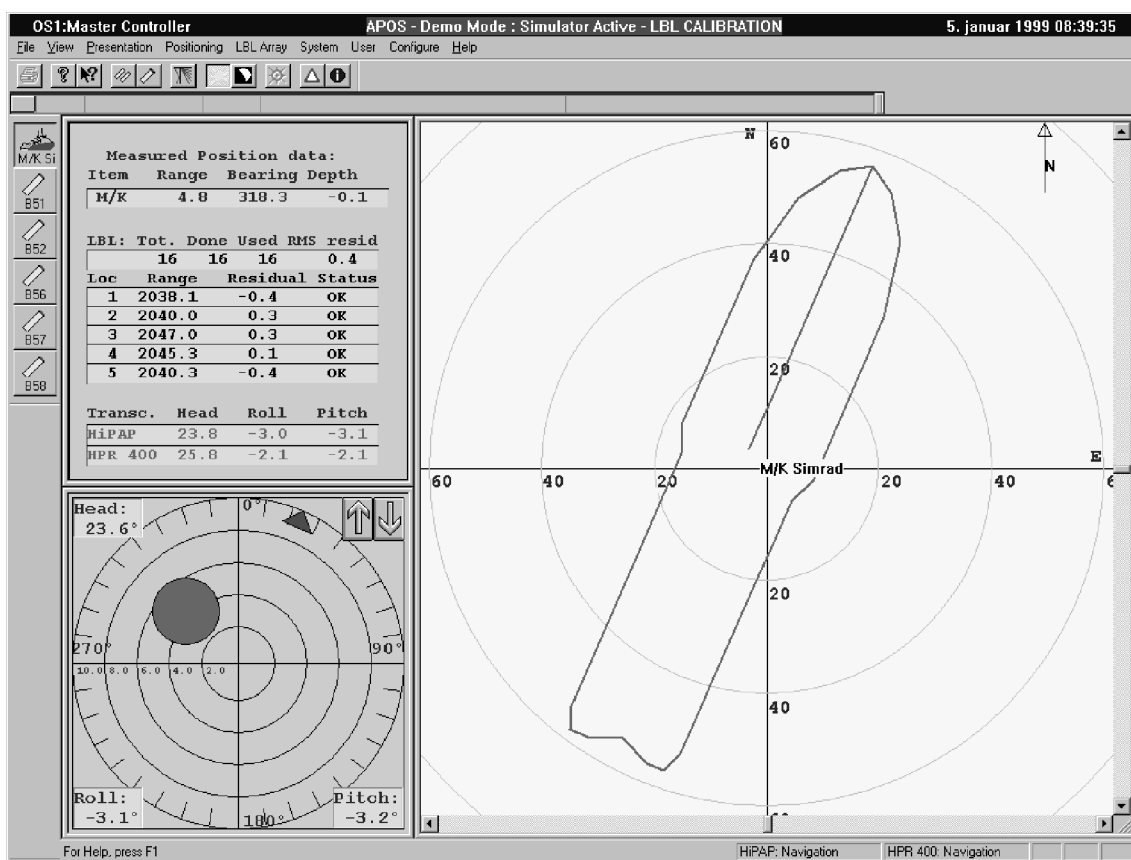 OS1:Master Controller APOS - Demo Mode : Simulator Active - LBL CALIBRATION 5. januar 1999 08:39:35
File View Presentation Positioning LBL Array System User Configure Help
M/K Si
B51
B52
B56
B57
B58
Measured Position data:
Item Range Bearing Depth
M/K 4.8 318.3 -0.1
LBL: Tot. Done Used RMS resid
16 16 16 0.4
Loc Range Residual Status
1 2038.1 -0.4 OK
2 2040.0 0.3 OK
3 2047.0 0.3 OK
4 2045.3 0.1 OK
5 2040.3 -0.4 OK
Transc. Head Roll Pitch
HiPAP 23.8 -3.0 -3.1
HPR 400 25.8 -2.1 -2.1
Head:
23.6°
0°
270° 90°
10.0 8.0 6.0 4.0 2.0
Roll: Pitch:
-3.1° 180° -3.2°
N 60
N
40
20
E
M/K Simrad
60 40 20 20 40 6
20
40
For Help, press F1 HiPAP: Navigation HPR 400: Navigation